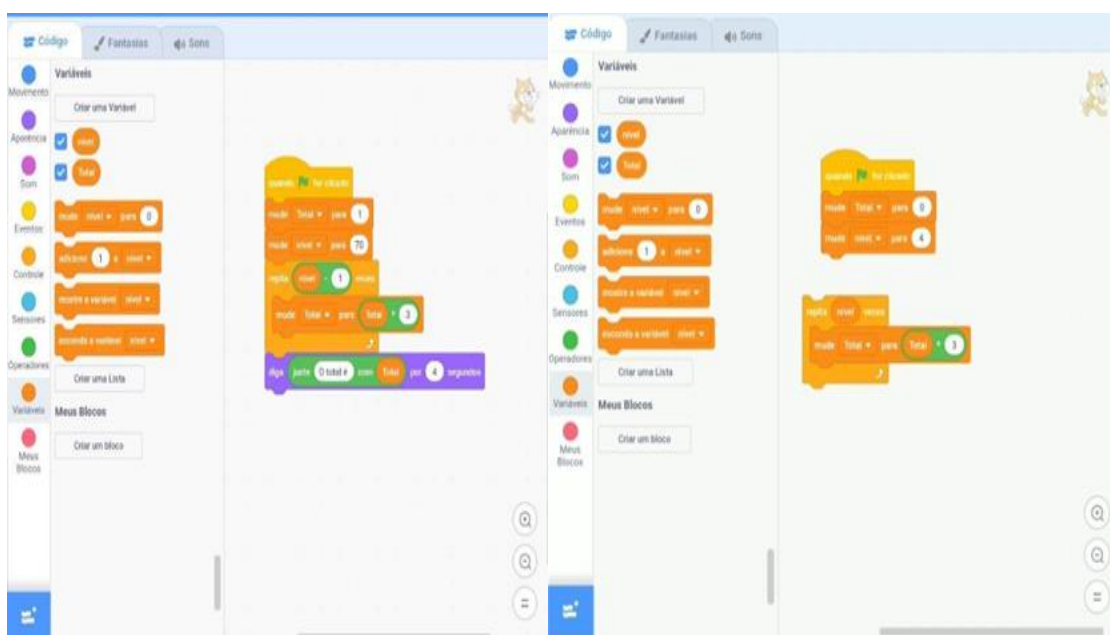 Código Fantasias Sons
Movimento
Aparência
Som
Eventos
Controle
Sensores
Operadores
Variáveis
Meus Blocos
Variáveis
Criar uma Variável
nível
Total
mude nível para 0
adicione 1 a nível
mostre a variável nível
esconda a variável nível
Criar uma Lista
Meus Blocos
Criar um bloco
quando for clicado
mude Total para 1
mude nível para 70
repita nível - 1 vezes
mude Total para Total * 3
diga junte O total é com Total por 4 segundos
Código Fantasias Sons
Movimento
Aparência
Som
Eventos
Controle
Sensores
Operadores
Variáveis
Meus Blocos
Variáveis
Criar uma Variável
nível
Total
mude nível para 0
adicione 1 a nível
mostre a variável nível
esconda a variável nível
Criar uma Lista
Meus Blocos
Criar um bloco
quando for clicado
mude Total para 0
mude nível para 4
repita nível vezes
mude Total para Total * 3